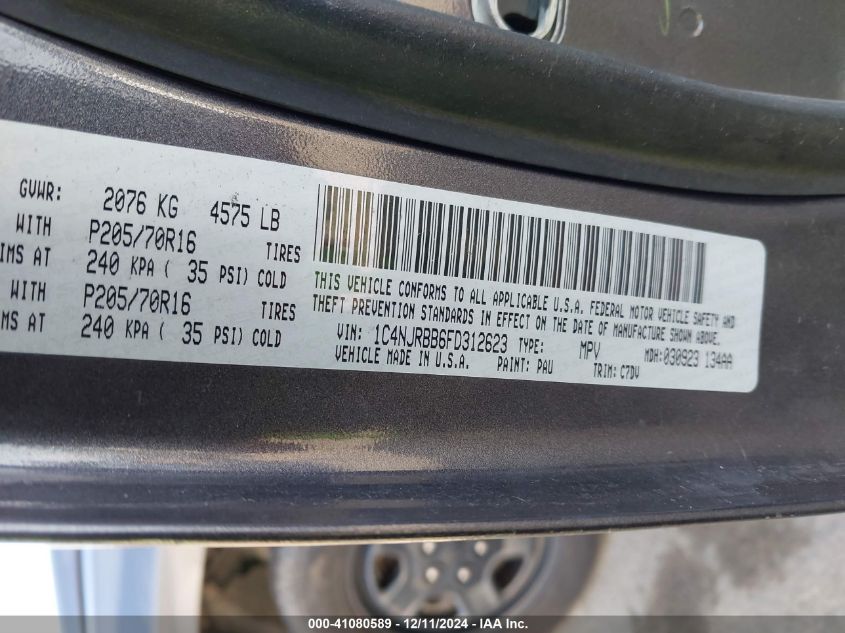 GVWR: 2076 KG 4575 LB
WITH P205/70R16 TIRES
IMS AT 240 KPA ( 35 PSI) COLD
WITH P205/70R16 TIRES
IMS AT 240 KPA ( 35 PSI) COLD
THIS VEHICLE CONFORMS TO ALL APPLICABLE U.S.A. FEDERAL MOTOR VEHICLE SAFETY AND
THEFT PREVENTION STANDARDS IN EFFECT ON THE DATE OF MANUFACTURE SHOWN ABOVE.
VIN: 1C4NJRBB6FD312623 TYPE: MPV MDH: 030923 134AA
VEHICLE MADE IN U.S.A. PAINT: PAU TRIM: C7DV
000-41080589 - 12/11/2024 - IAAI Inc.